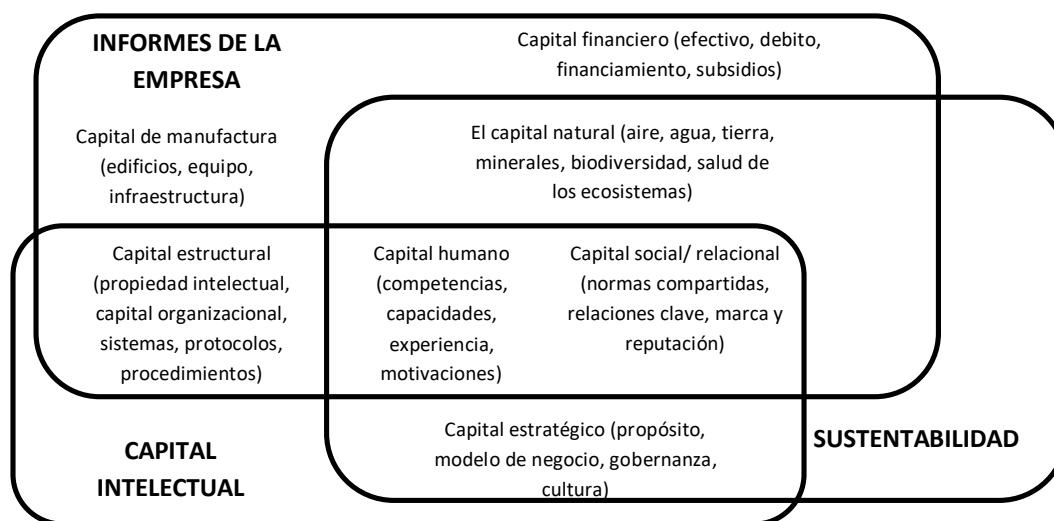 INFORMES DE LA
EMPRESA
Capital financiero (efectivo, debito,
financiamiento, subsidios)
Capital de manufactura
(edificios, equipo,
infraestructura)
El capital natural (aire, agua, tierra,
minerales, biodiversidad, salud de
los ecosistemas)
Capital estructural
(propiedad intelectual,
capital organizacional,
sistemas, protocolos,
procedimientos)
Capital humano
(competencias,
capacidades,
experiencia,
motivaciones)
Capital social/ relacional
(normas compartidas,
relaciones clave, marca y
reputación)
CAPITAL
INTELECTUAL
Capital estratégico (propósito,
modelo de negocio, gobernanza,
cultura)
SUSTENTABILIDAD